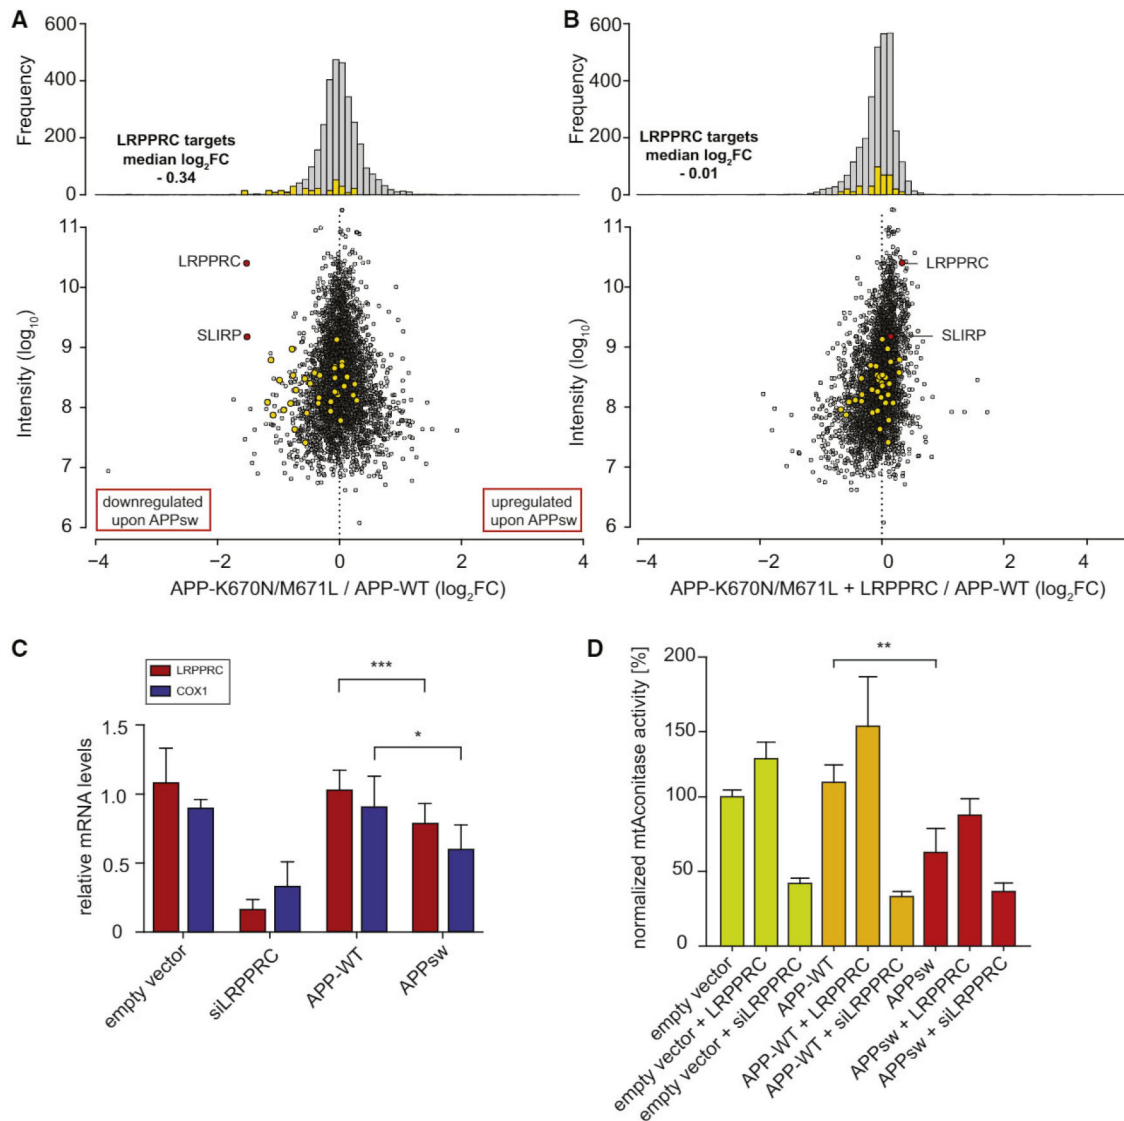 A
600
400
200
0
Frequency
LRPPRC targets
median log₂FC
- 0.34
11
10
9
8
7
6
Intensity (log₁₀)
LRPPRC
SLIRP
downregulated
upon APPsw
upregulated
upon APPsw
−4
−2
0
2
4
APP-K670N/M671L / APP-WT (log₂FC)
B
600
400
200
0
Frequency
LRPPRC targets
median log₂FC
- 0.01
11
10
9
8
7
6
Intensity (log₁₀)
LRPPRC
SLIRP
−4
−2
0
2
4
APP-K670N/M671L + LRPPRC / APP-WT (log₂FC)
C
LRPPRC
COX1
***
*
1.5
1.0
0.5
0
relative mRNA levels
empty vector
siLRPPRC
APP-WT
APPsw
D
**
200
150
100
50
0
normalized mtAconitase activity [%]
empty vector
empty vector + LRPPRC
empty vector + siLRPPRC
APP-WT
APP-WT + LRPPRC
APP-WT + siLRPPRC
APPsw
APPsw + LRPPRC
APPsw + siLRPPRC